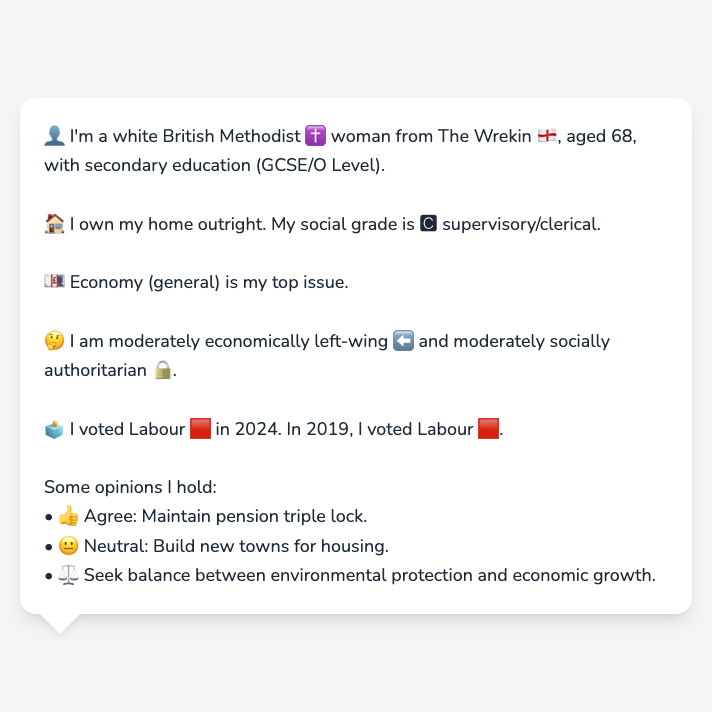 👤 I'm a white British Methodist ✝️ woman from The Wrekin 🏴󠁧󠁢󠁥󠁮󠁧󠁿, aged 68,
with secondary education (GCSE/O Level).
🏠 I own my home outright. My social grade is 🅲 supervisory/clerical.
💷 Economy (general) is my top issue.
🤔 I am moderately economically left-wing ⬅️ and moderately socially
authoritarian 🔒.
🗳️ I voted Labour 🟥 in 2024. In 2019, I voted Labour 🟥.
Some opinions I hold:
• 👍 Agree: Maintain pension triple lock.
• 😐 Neutral: Build new towns for housing.
• ⚖️ Seek balance between environmental protection and economic growth.